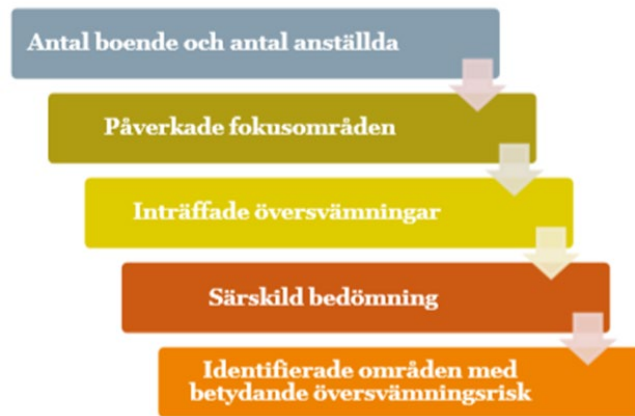 Antal boende och antal anställda
Påverkade fokusområden
Inträffade översvämningar
Särskild bedömning
Identifierade områden med
betydande översvämningsrisk